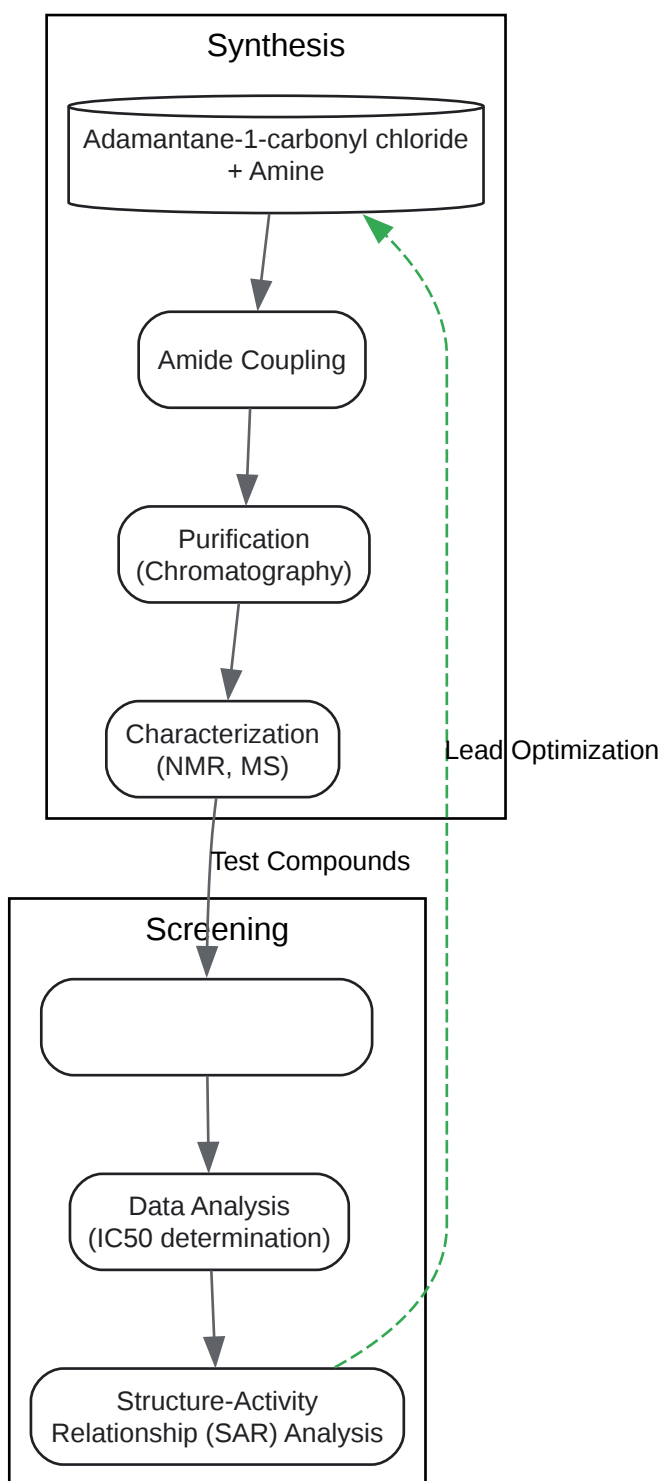 Synthesis
Adamantane-1-carbonyl chloride
+ Amine
Amide Coupling
Purification
(Chromatography)
Characterization
(NMR, MS)
Lead Optimization
Test Compounds
Screening
Data Analysis
(IC50 determination)
Structure-Activity
Relationship (SAR) Analysis